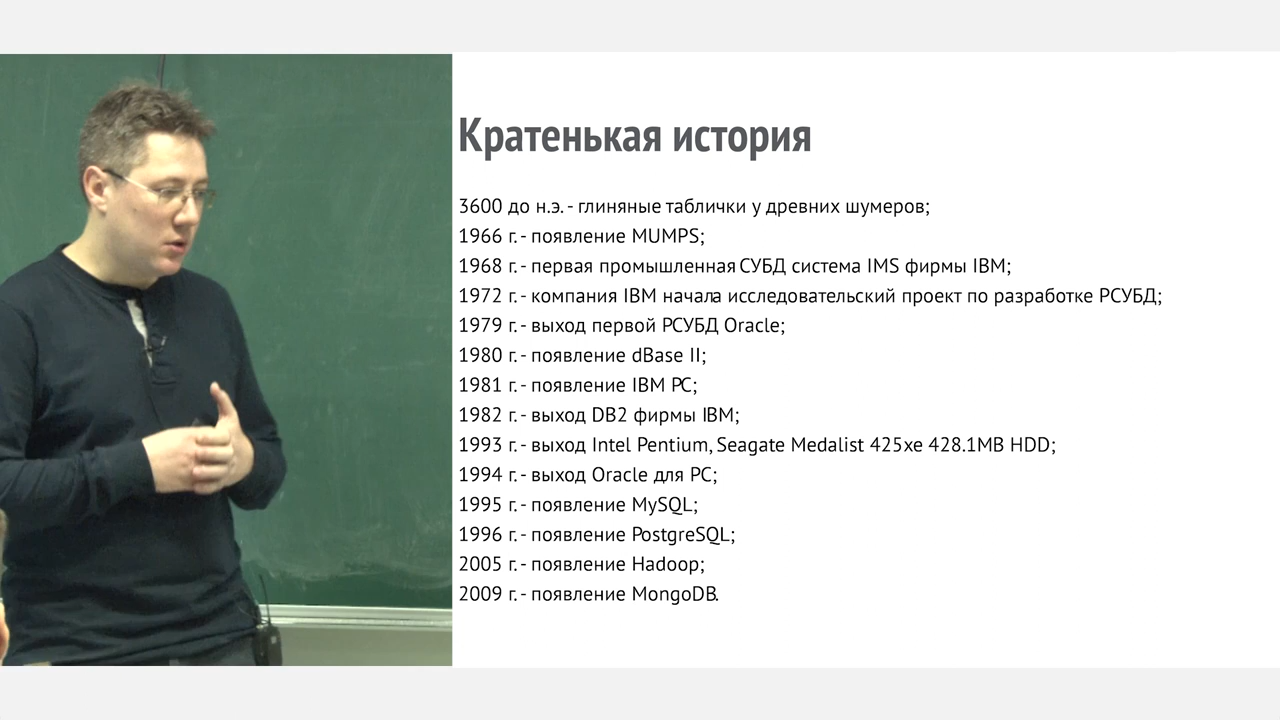 Кратенькая история
3600 до н.э. - глиняные таблички у древних шумеров;
1966 г. - появление MUMPS;
1968 г. - первая промышленная СУБД система IMS фирмы IBM;
1972 г. - компания IBM начала исследовательский проект по разработке РСУБД;
1979 г. - выход первой РСУБД Oracle;
1980 г. - появление dBase II;
1981 г. - появление IBM PC;
1982 г. - выход DB2 фирмы IBM;
1993 г. - выход Intel Pentium, Seagate Medalist 425xe 428.1MB HDD;
1994 г. - выход Oracle для PC;
1995 г. - появление MySQL;
1996 г. - появление PostgreSQL;
2005 г. - появление Hadoop;
2009 г. - появление MongoDB.